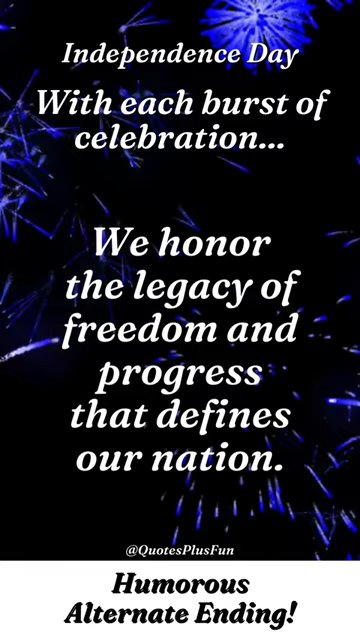 Independence Day
With each burst of
celebration...
We honor
the legacy of
freedom and
progress
that defines
our nation.
@QuotesPlusFun
Humorous
Alternate Ending!